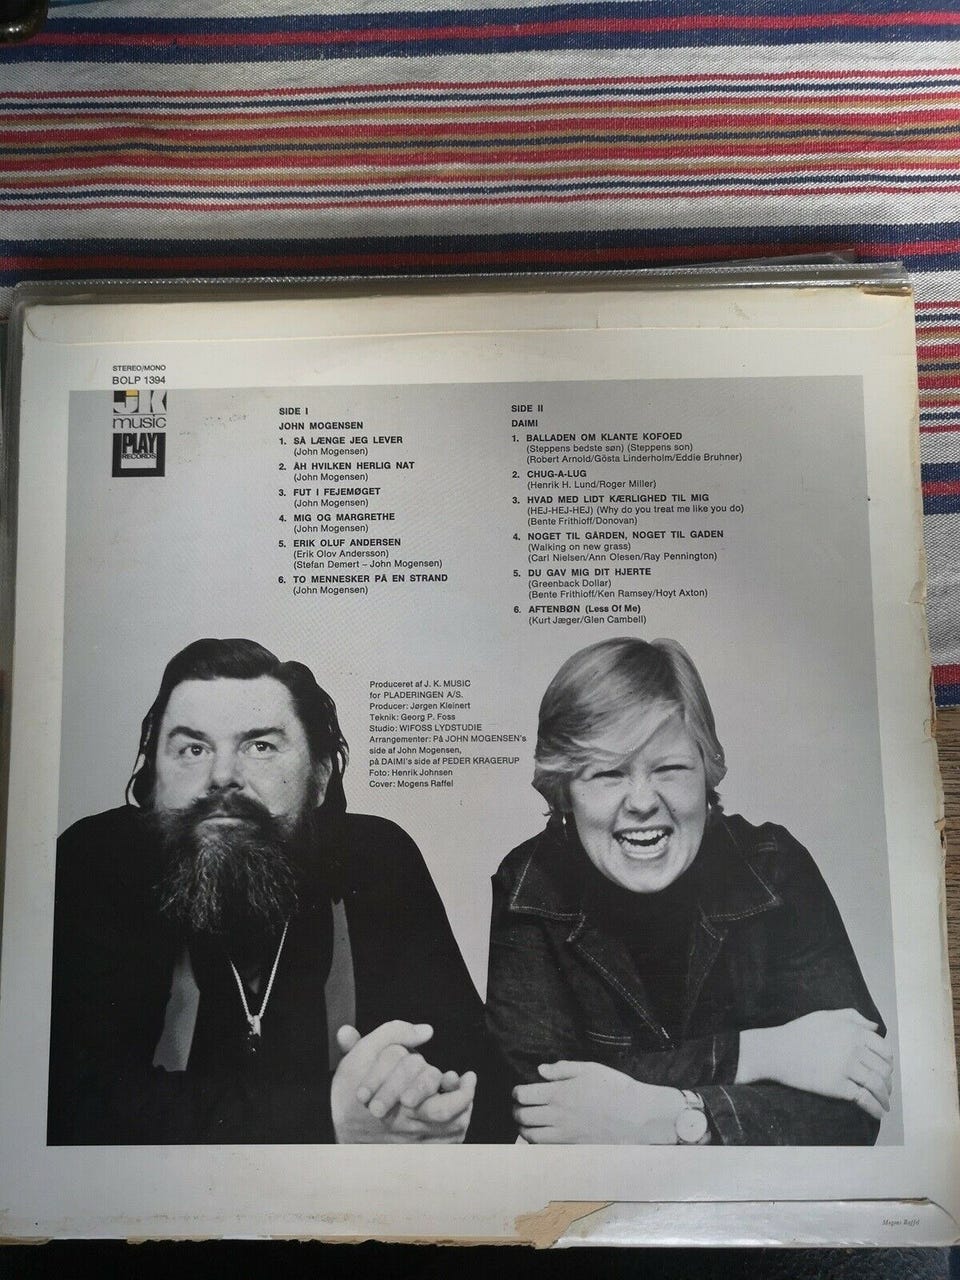 STEREO/MONO
BOLP 1394
JK
music
PLAY
RECORDS
SIDE I
JOHN MOGENSEN
1. SÅ LÆNGE JEG LEVER
(John Mogensen)
2. ÅH HVILKEN HERLIG NAT
(John Mogensen)
3. FUT I FEJEMØGET
(John Mogensen)
4. MIG OG MARGRETHE
(John Mogensen)
5. ERIK OLUF ANDERSEN
(Erik Olov Andersson)
(Stefan Demert – John Mogensen)
6. TO MENNESKER PÅ EN STRAND
(John Mogensen)
SIDE II
DAIMI
1. BALLADEN OM KLANTE KOFOED
(Steppens bedste søn) (Steppens son)
(Robert Arnold/Gösta Linderholm/Eddie Bruhner)
2. CHUG-A-LUG
(Henrik H. Lund/Roger Miller)
3. HVAD MED LIDT KÆRLIGHED TIL MIG
(HEJ-HEJ-HEJ) (Why do you treat me like you do)
(Bente Frithioff/Donovan)
4. NOGET TIL GÅRDEN, NOGET TIL GADEN
(Walking on new grass)
(Carl Nielsen/Ann Olesen/Ray Pennington)
5. DU GAV MIG DIT HJERTE
(Greenback Dollar)
(Bente Frithioff/Ken Ramsey/Hoyt Axton)
6. AFTENBØN (Less Of Me)
(Kurt Jæger/Glen Cambell)
Produceret af J. K. MUSIC
for PLADERINGEN A/S.
Producer: Jørgen Kleinert
Teknik: Georg P. Foss
Studio: WIFOSS LYDSTUDIE
Arrangementer: På JOHN MOGENSEN's
side af John Mogensen,
på DAIMI's side af PEDER KRAGERUP
Foto: Henrik Johnsen
Cover: Mogens Raffel
Mogens Raffel